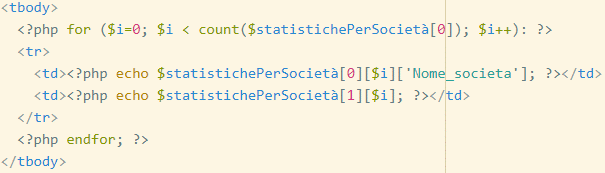 <tbody>
<?php for ($i=0; $i < count($statistichePerSocietà[0]); $i++): ?>
<tr>
<td><?php echo $statistichePerSocietà[0][$i]['Nome_societa']; ?></td>
<td><?php echo $statistichePerSocietà[1][$i]; ?></td>
</tr>
<?php endfor; ?>
</tbody>